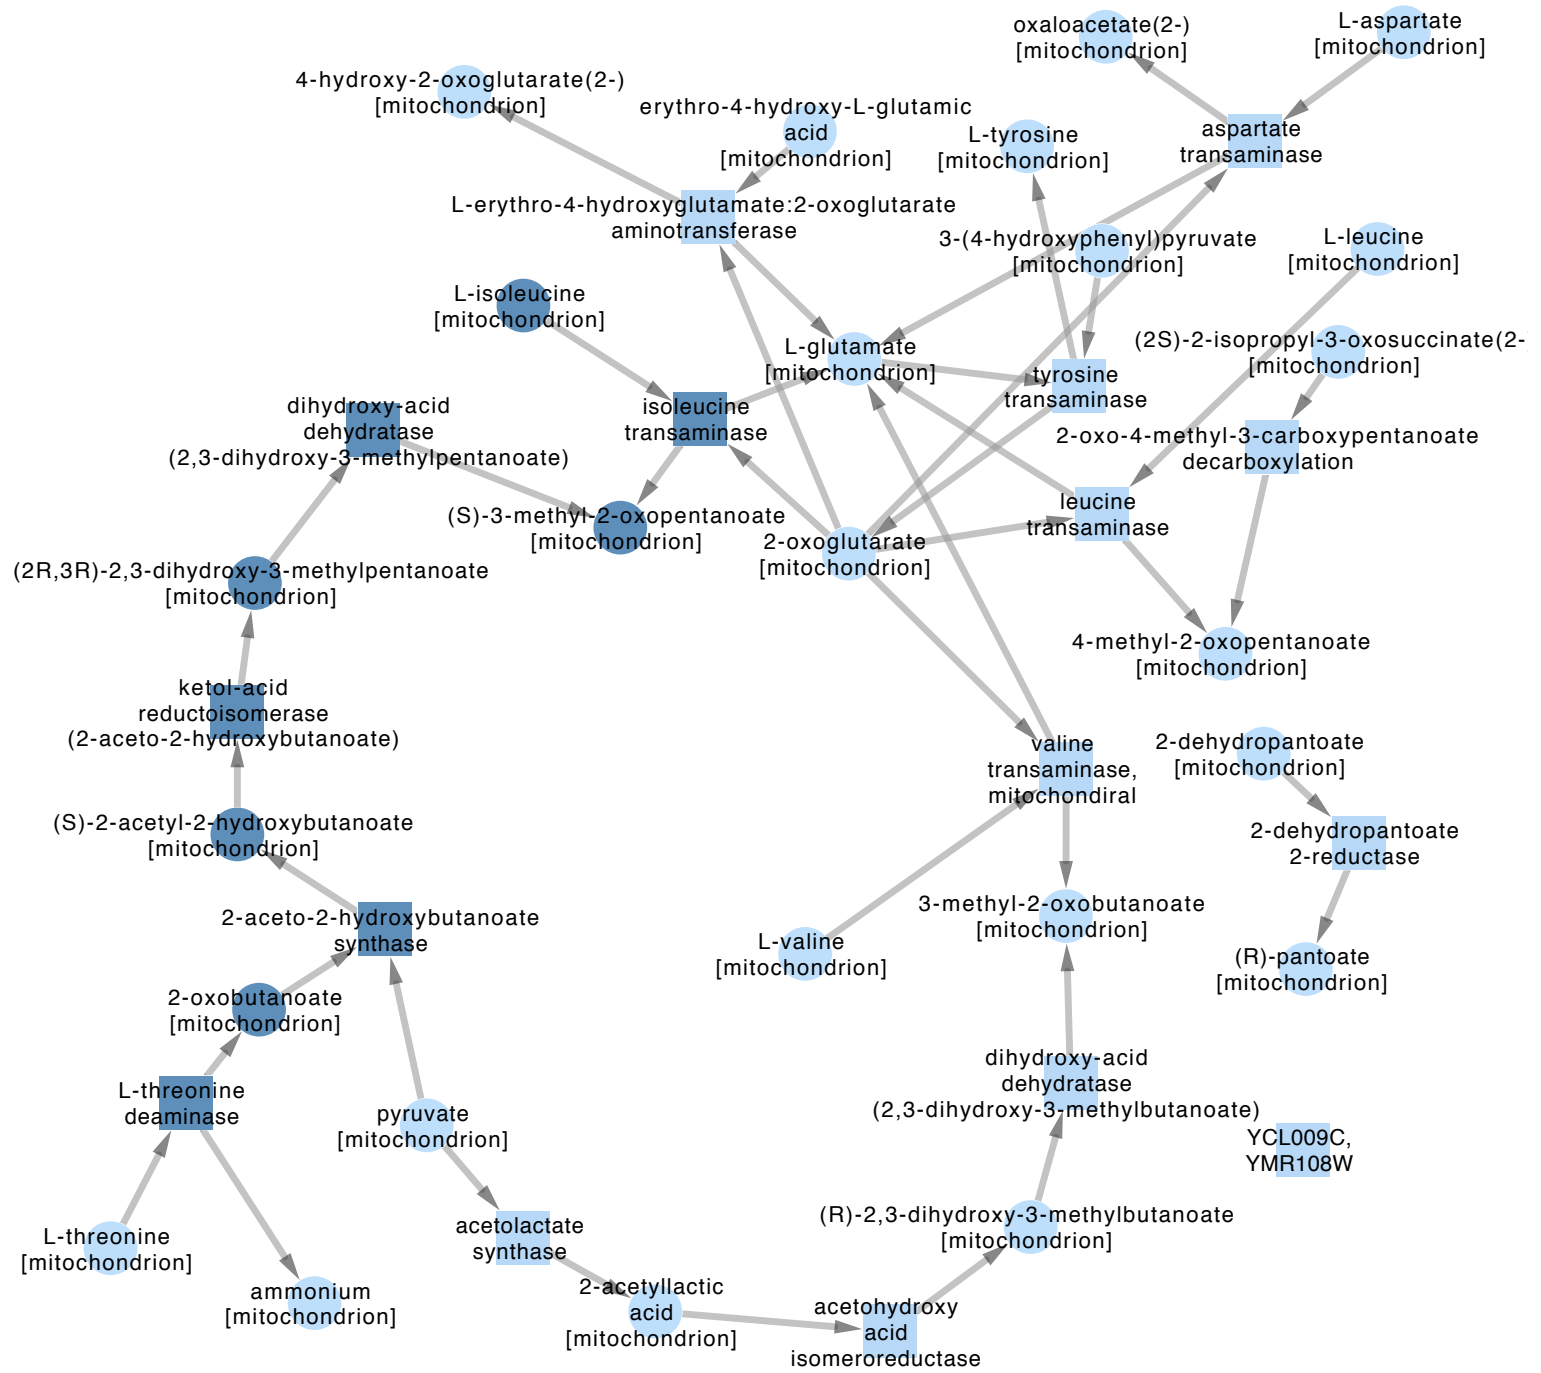 oxaloacetate(2-)
[mitochondrion]
L-aspartate
[mitochondrion]
4-hydroxy-2-oxoglutarate(2-)
[mitochondrion]
erythro-4-hydroxy-L-glutamic
acid
[mitochondrion]
L-tyrosine
[mitochondrion]
aspartate
transaminase
L-erythro-4-hydroxyglutamate:2-oxoglutarate
aminotransferase
3-(4-hydroxyphenyl)pyruvate
[mitochondrion]
L-leucine
[mitochondrion]
L-isoleucine
[mitochondrion]
L-glutamate
[mitochondrion]
(2S)-2-isopropyl-3-oxosuccinate(2-
[mitochondrion]
tyrosine
transaminase
dihydroxy-acid
dehydratase
(2,3-dihydroxy-3-methylpentanoate)
isoleucine
transaminase
2-oxo-4-methyl-3-carboxypentanoate
decarboxylation
leucine
transaminase
(S)-3-methyl-2-oxopentanoate
[mitochondrion]
2-oxoglutarate
[mitochondrion]
(2R,3R)-2,3-dihydroxy-3-methylpentanoate
[mitochondrion]
4-methyl-2-oxopentanoate
[mitochondrion]
ketol-acid
reductoisomerase
(2-aceto-2-hydroxybutanoate)
valine
transaminase,
mitochondiral
2-dehydropantoate
[mitochondrion]
(S)-2-acetyl-2-hydroxybutanoate
[mitochondrion]
2-dehydropantoate
2-reductase
2-aceto-2-hydroxybutanoate
synthase
3-methyl-2-oxobutanoate
[mitochondrion]
L-valine
[mitochondrion]
(R)-pantoate
[mitochondrion]
2-oxobutanoate
[mitochondrion]
L-threonine
deaminase
pyruvate
[mitochondrion]
dihydroxy-acid
dehydratase
(2,3-dihydroxy-3-methylbutanoate)
YCL009C,
YMR108W
L-threonine
[mitochondrion]
acetolactate
synthase
(R)-2,3-dihydroxy-3-methylbutanoate
[mitochondrion]
ammonium
[mitochondrion]
2-acetyllactic
acid
[mitochondrion]
acetohydroxy
acid
isomeroreductase